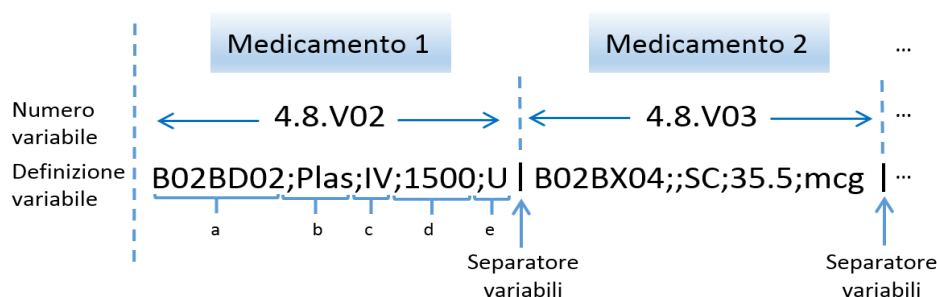 Medicamento 1 Medicamento 2 ...
Numero variabile 4.8.V02 4.8.V03 ...
Definizione variabile B02BD02;Plas;IV;1500;U | B02BX04;;SC;35.5;mcg | ...
a b c d e
Separatore variabili Separatore variabili